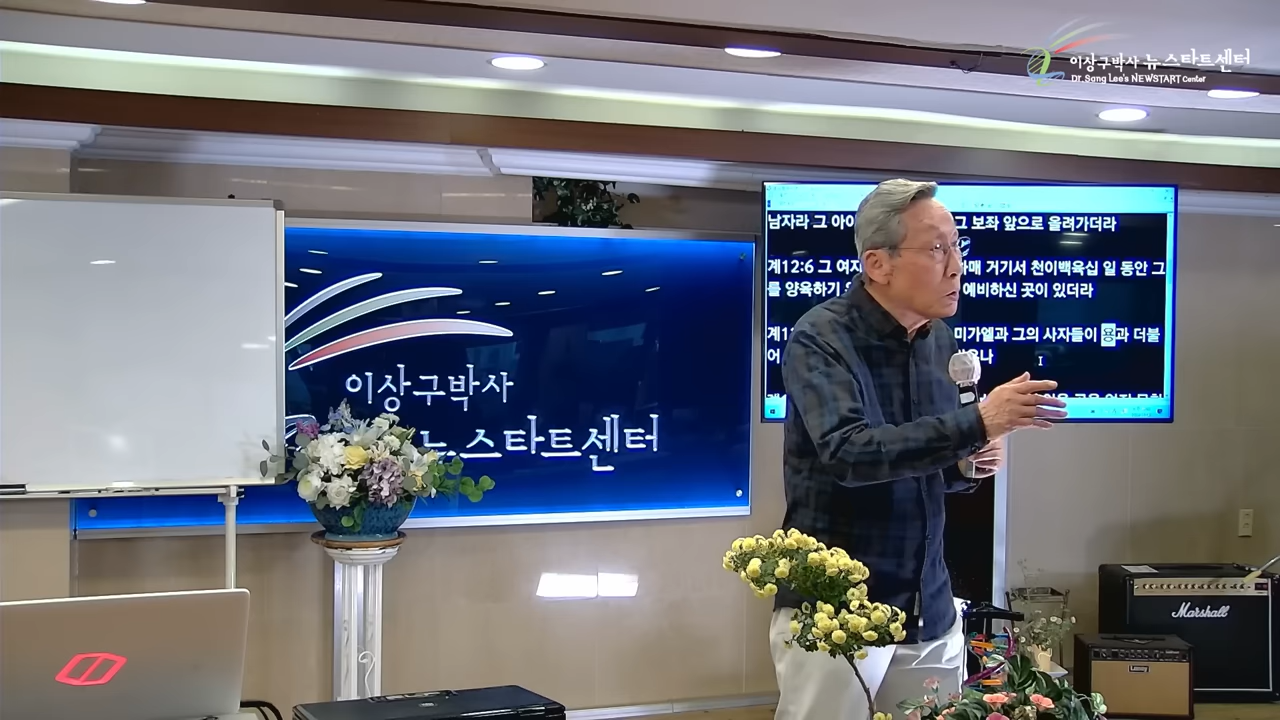 이상구박사 뉴스타트센터
Dr. Sang Lee's NEWSTART Center
남자라 그 아이 그 보좌 앞으로 올려가더라
계12:6 그 여자 매 거기서 천이백육십 일 동안 그
를 양육하기 예비하신 곳이 있더라
미가엘과 그의 사자들이 용과 더불
어
이상구박사
뉴스타트센터
Marshall
Laney